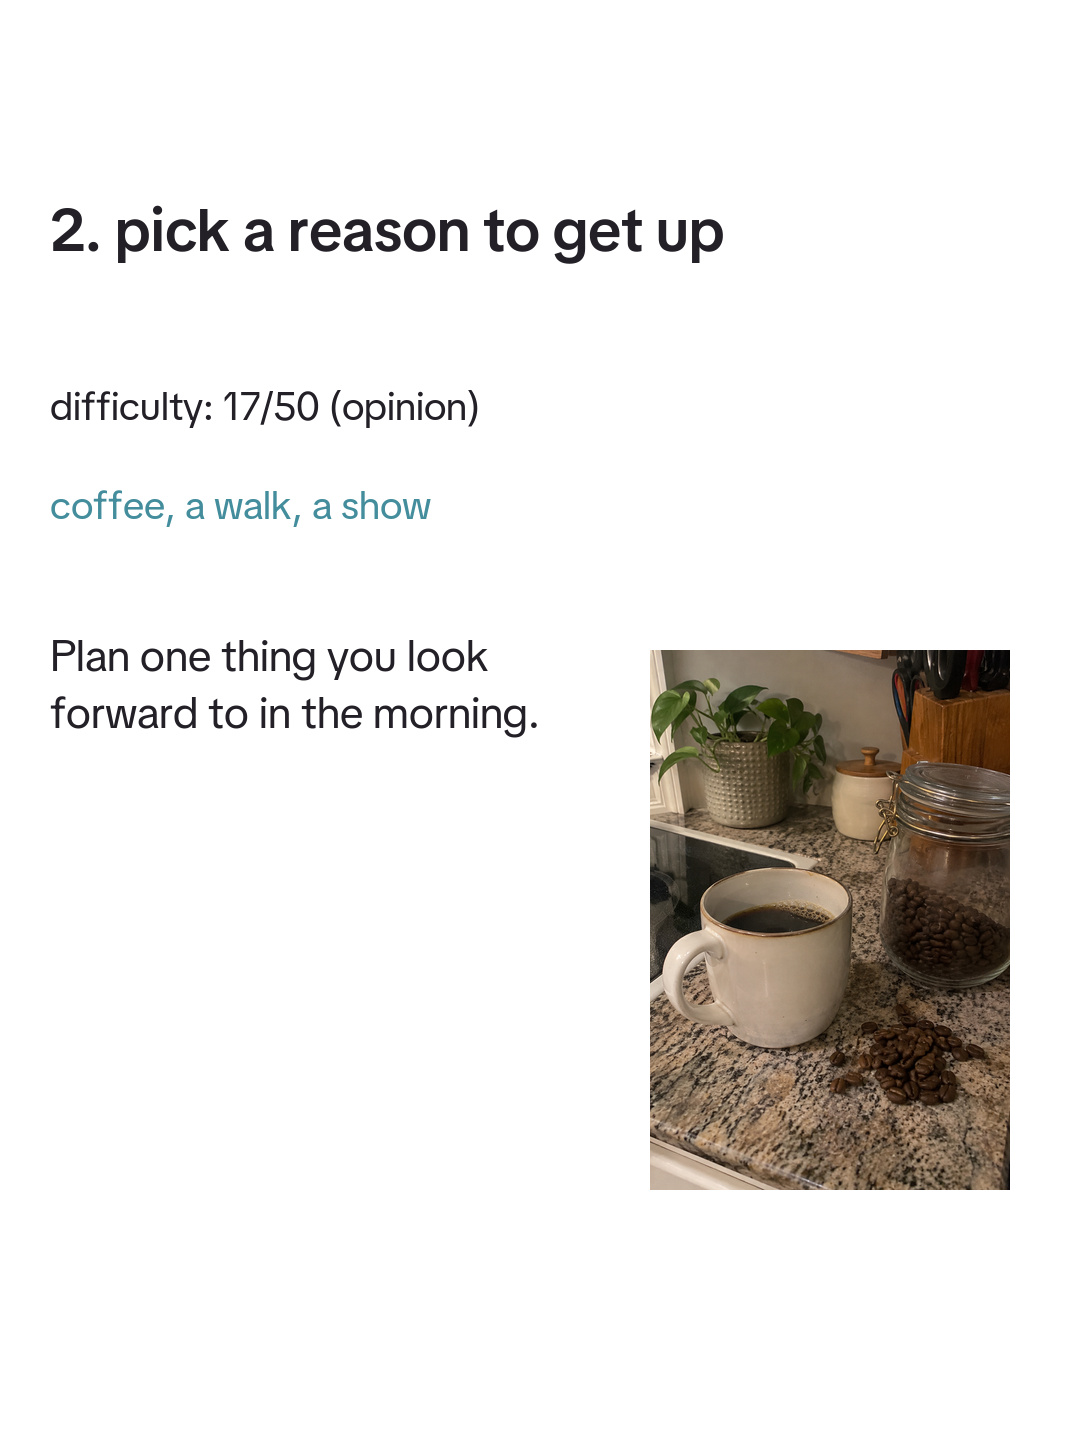 2. pick a reason to get up
difficulty: 17/50 (opinion)
coffee, a walk, a show
Plan one thing you look
forward to in the morning.